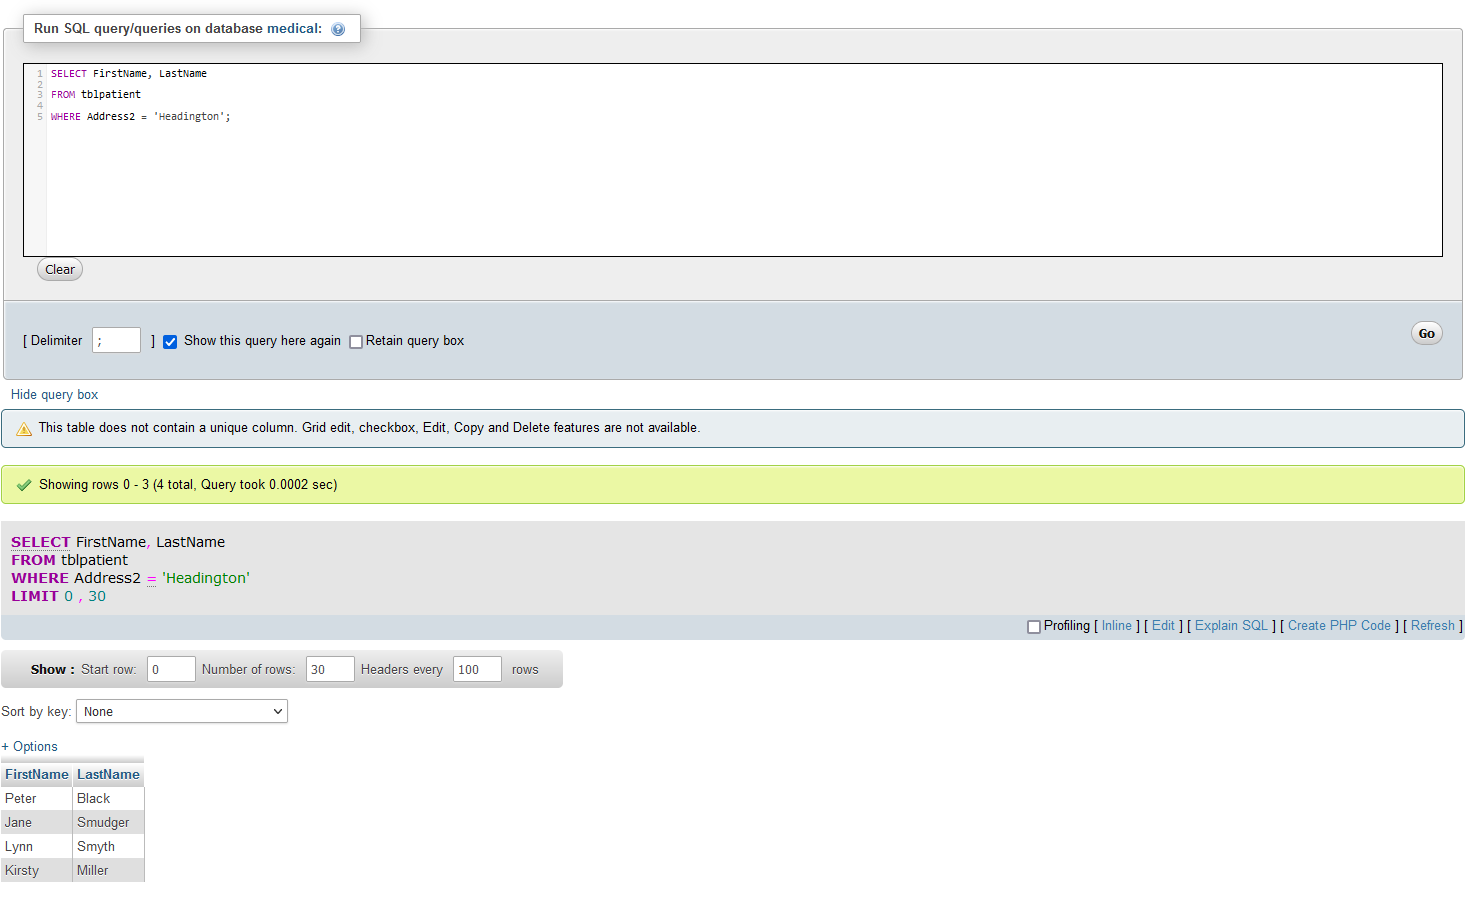 Run SQL query/queries on database medical:
1 SELECT FirstName, LastName
2
3 FROM tblpatient
4
5 WHERE Address2 = 'Headington';
Clear
[ Delimiter ; ] Show this query here again Retain query box
Go
Hide query box
This table does not contain a unique column. Grid edit, checkbox, Edit, Copy and Delete features are not available.
Showing rows 0 - 3 (4 total, Query took 0.0002 sec)
SELECT FirstName, LastName
FROM tblpatient
WHERE Address2 = 'Headington'
LIMIT 0 , 30
Profiling [ Inline ] [ Edit ] [ Explain SQL ] [ Create PHP Code ] [ Refresh ]
Show : Start row: 0 Number of rows: 30 Headers every 100 rows
Sort by key: None
+ Options
FirstName LastName
Peter Black
Jane Smudger
Lynn Smyth
Kirsty Miller